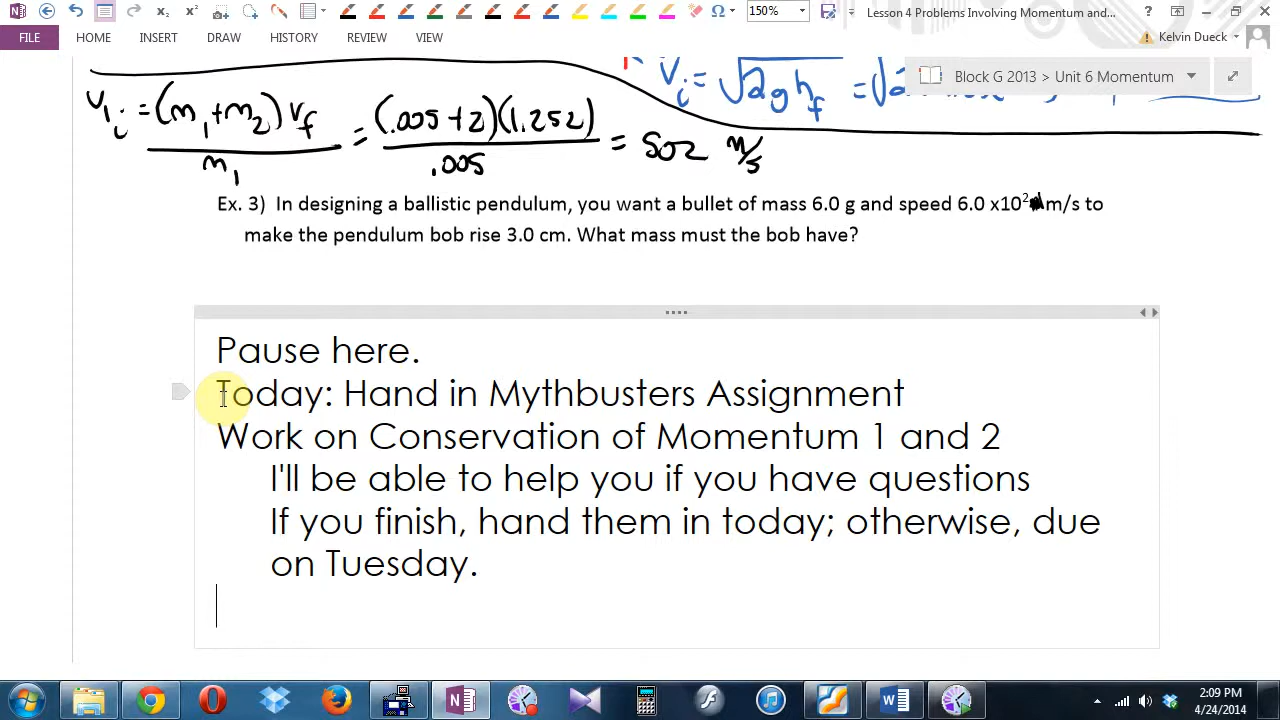 150%
Lesson 4 Problems Involving Momentum and...
FILE HOME INSERT DRAW HISTORY REVIEW VIEW
Kelvin Dueck
Block G 2013 > Unit 6 Momentum
Vi = √2ghf = √2
V1i = (m1+m2)Vf / m1 = (.005+2)(1.252) / .005 = 502 m/s
Ex. 3) In designing a ballistic pendulum, you want a bullet of mass 6.0 g and speed 6.0 x10² m/s to
make the pendulum bob rise 3.0 cm. What mass must the bob have?
Pause here.
Today: Hand in Mythbusters Assignment
Work on Conservation of Momentum 1 and 2
I'll be able to help you if you have questions
If you finish, hand them in today; otherwise, due
on Tuesday.
2:09 PM
4/24/2014